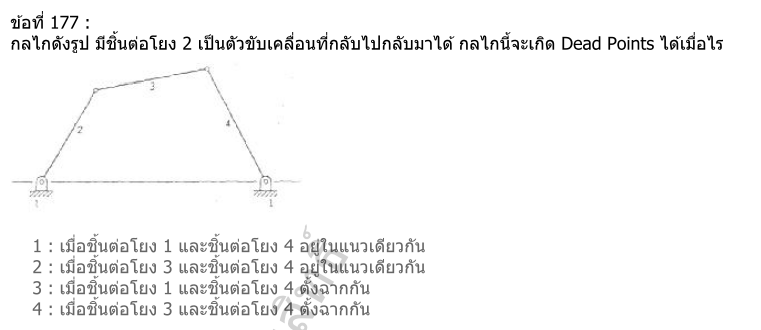 ข้อที่ 177 :
กลไกดังรูป มีชิ้นต่อโยง 2 เป็นตัวขับเคลื่อนที่กลับไปกลับมาได้ กลไกนี้จะเกิด Dead Points ได้เมื่อไร
3
2
4
1 1
1 : เมื่อชิ้นต่อโยง 1 และชิ้นต่อโยง 4 อยู่ในแนวเดียวกัน
2 : เมื่อชิ้นต่อโยง 3 และชิ้นต่อโยง 4 อยู่ในแนวเดียวกัน
3 : เมื่อชิ้นต่อโยง 1 และชิ้นต่อโยง 4 ตั้งฉากกัน
4 : เมื่อชิ้นต่อโยง 3 และชิ้นต่อโยง 4 ตั้งฉากกัน